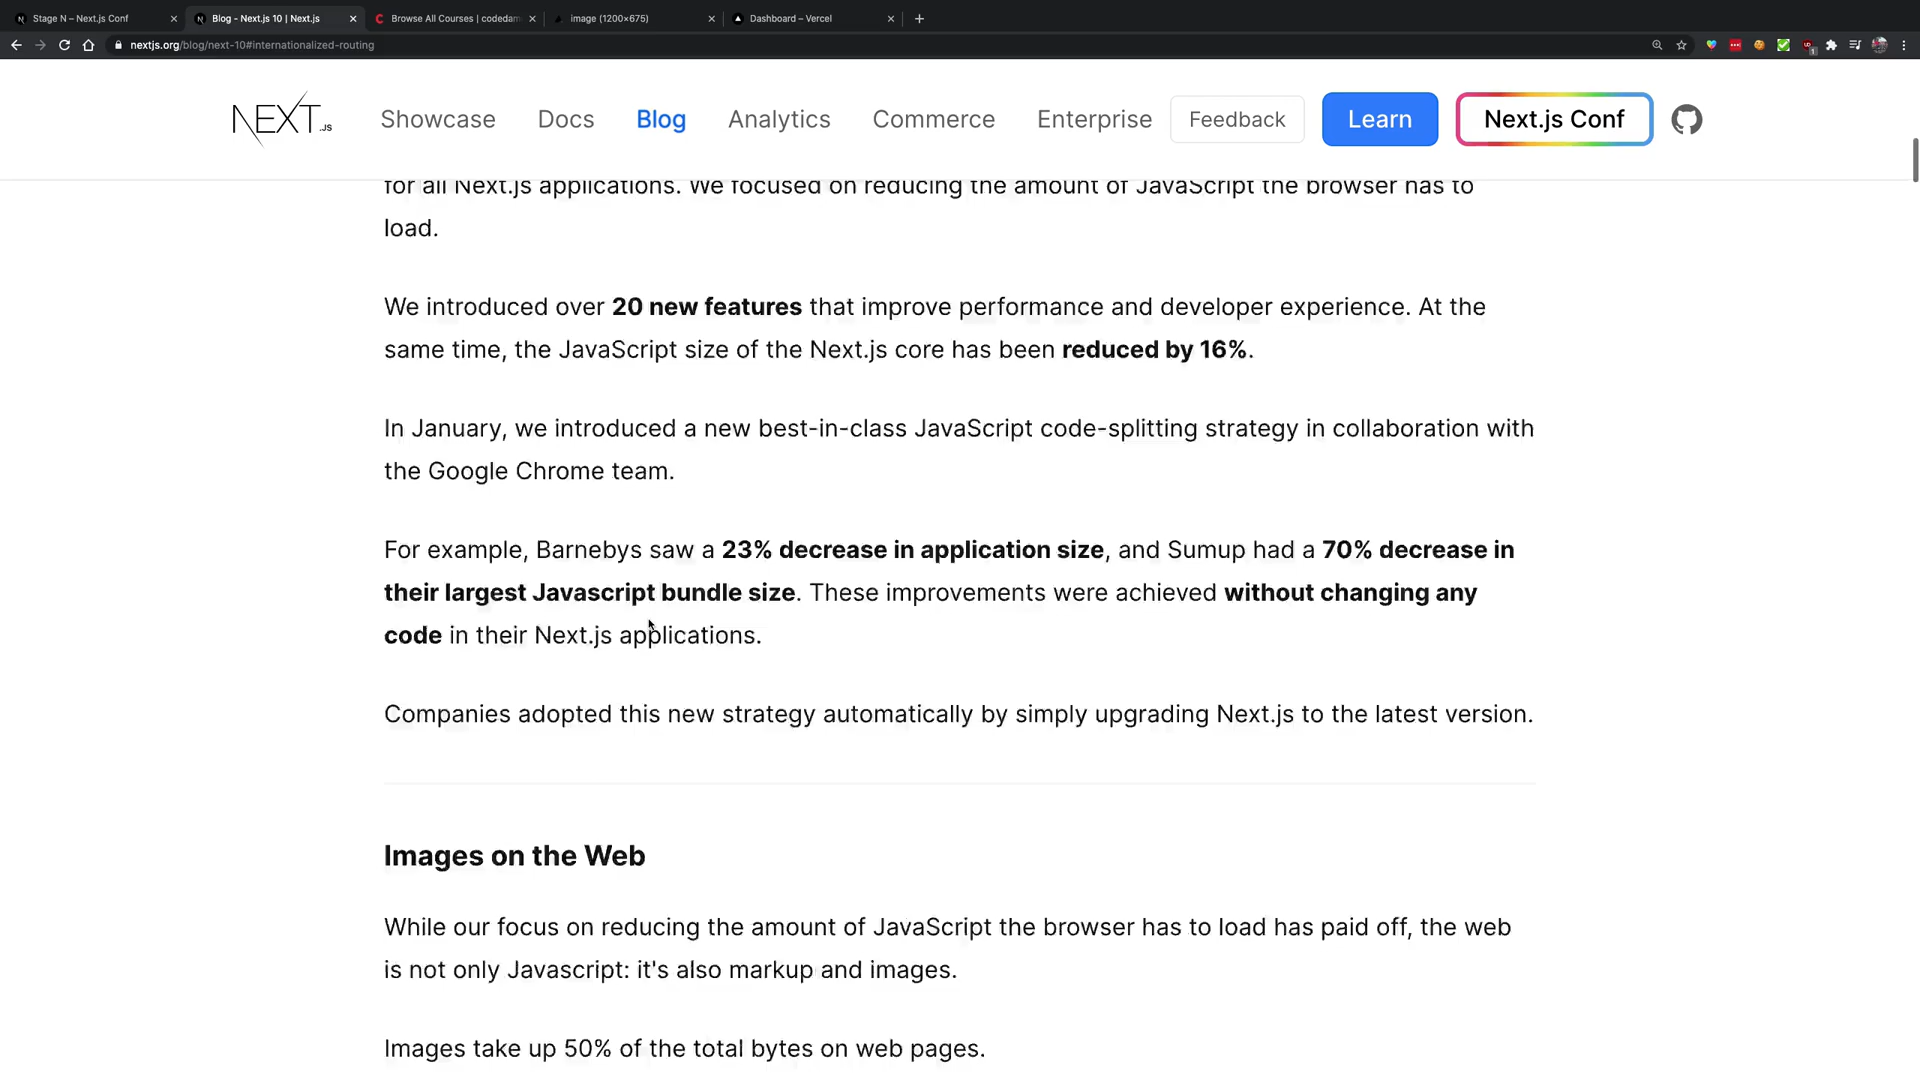 Stage N – Next.js Conf
Blog - Next.js 10 | Next.js
Browse All Courses | codedam
image (1200×675)
Dashboard – Vercel
nextjs.org/blog/next-10#internationalized-routing
NEXT.JS
Showcase
Docs
Blog
Analytics
Commerce
Enterprise
Feedback
Learn
Next.js Conf
for all Next.js applications. We focused on reducing the amount of JavaScript the browser has to
load.
We introduced over 20 new features that improve performance and developer experience. At the
same time, the JavaScript size of the Next.js core has been reduced by 16%.
In January, we introduced a new best-in-class JavaScript code-splitting strategy in collaboration with
the Google Chrome team.
For example, Barnebys saw a 23% decrease in application size, and Sumup had a 70% decrease in
their largest Javascript bundle size. These improvements were achieved without changing any
code in their Next.js applications.
Companies adopted this new strategy automatically by simply upgrading Next.js to the latest version.
Images on the Web
While our focus on reducing the amount of JavaScript the browser has to load has paid off, the web
is not only Javascript: it's also markup and images.
Images take up 50% of the total bytes on web pages.